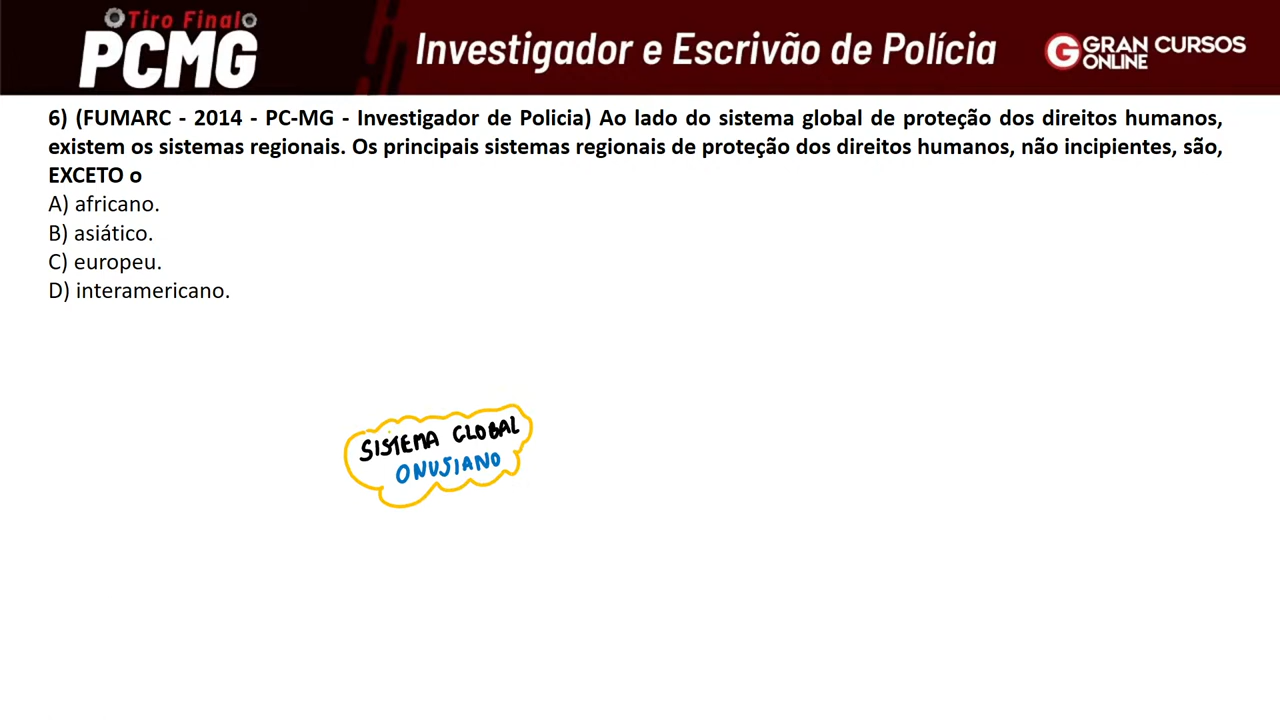 Tiro Final
PCMG
Investigador e Escrivão de Polícia
GRAN CURSOS
ONLINE
6) (FUMARC - 2014 - PC-MG - Investigador de Policia) Ao lado do sistema global de proteção dos direitos humanos,
existem os sistemas regionais. Os principais sistemas regionais de proteção dos direitos humanos, não incipientes, são,
EXCETO o
A) africano.
B) asiático.
C) europeu.
D) interamericano.
SISTEMA GLOBAL
ONUSIANO